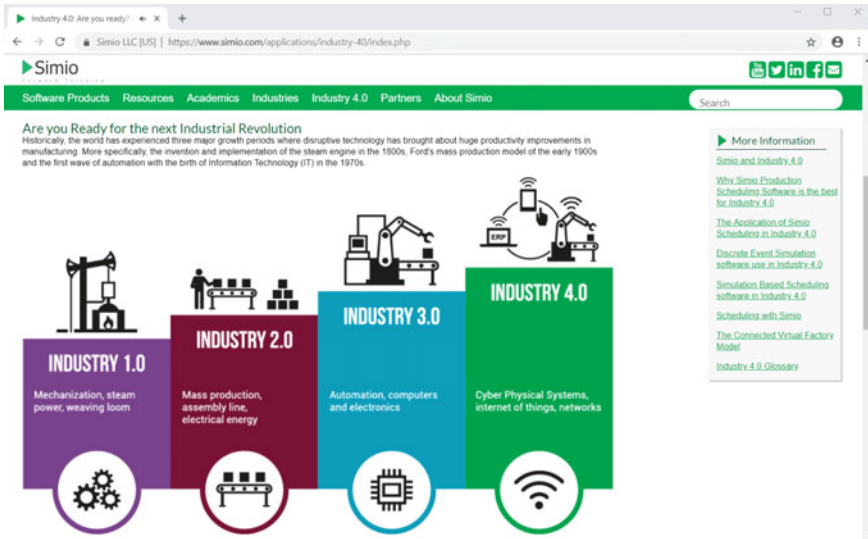 Industry 4.0: Are you ready?
Simio LLC [US] | https://www.simio.com/applications/industry-40/index.php
Simio
Forward Thinking
Software Products Resources Academics Industries Industry 4.0 Partners About Simio
Search
Are you Ready for the next Industrial Revolution
Historically, the world has experienced three major growth periods where disruptive technology has brought about huge productivity improvements in
manufacturing. More specifically, the invention and implementation of the steam engine in the 1800s, Ford's mass production model of the early 1900s
and the first wave of automation with the birth of Information Technology (IT) in the 1970s.
INDUSTRY 1.0
Mechanization, steam
power, weaving loom
INDUSTRY 2.0
Mass production,
assembly line,
electrical energy
INDUSTRY 3.0
Automation, computers
and electronics
ERP
INDUSTRY 4.0
Cyber Physical Systems,
internet of things, networks
More Information
Simio and Industry 4.0
Why Simio Production
Scheduling Software is the best
for Industry 4.0
The Application of Simio
Scheduling in Industry 4.0
Discrete Event Simulation
software use in Industry 4.0
Simulation Based Scheduling
software in Industry 4.0
Scheduling with Simio
The Connected Virtual Factory
Model
Industry 4.0 Glossary